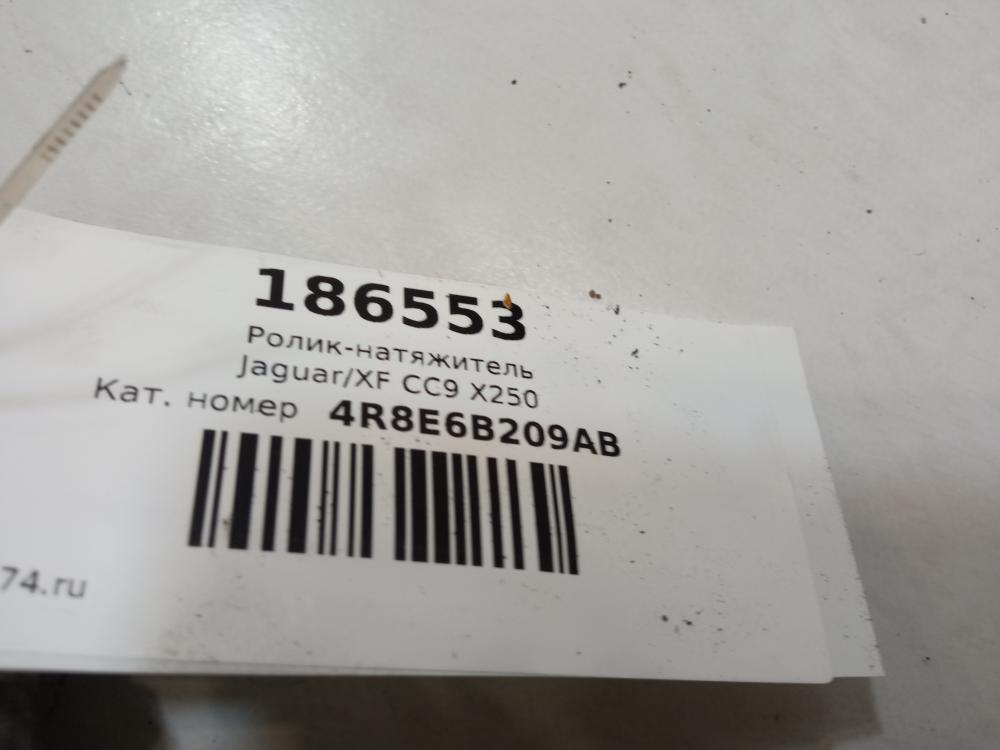 186553
Ролик-натяжитель
Jaguar/XF CC9 X250
Кат. номер 4R8E6B209AB
74.ru